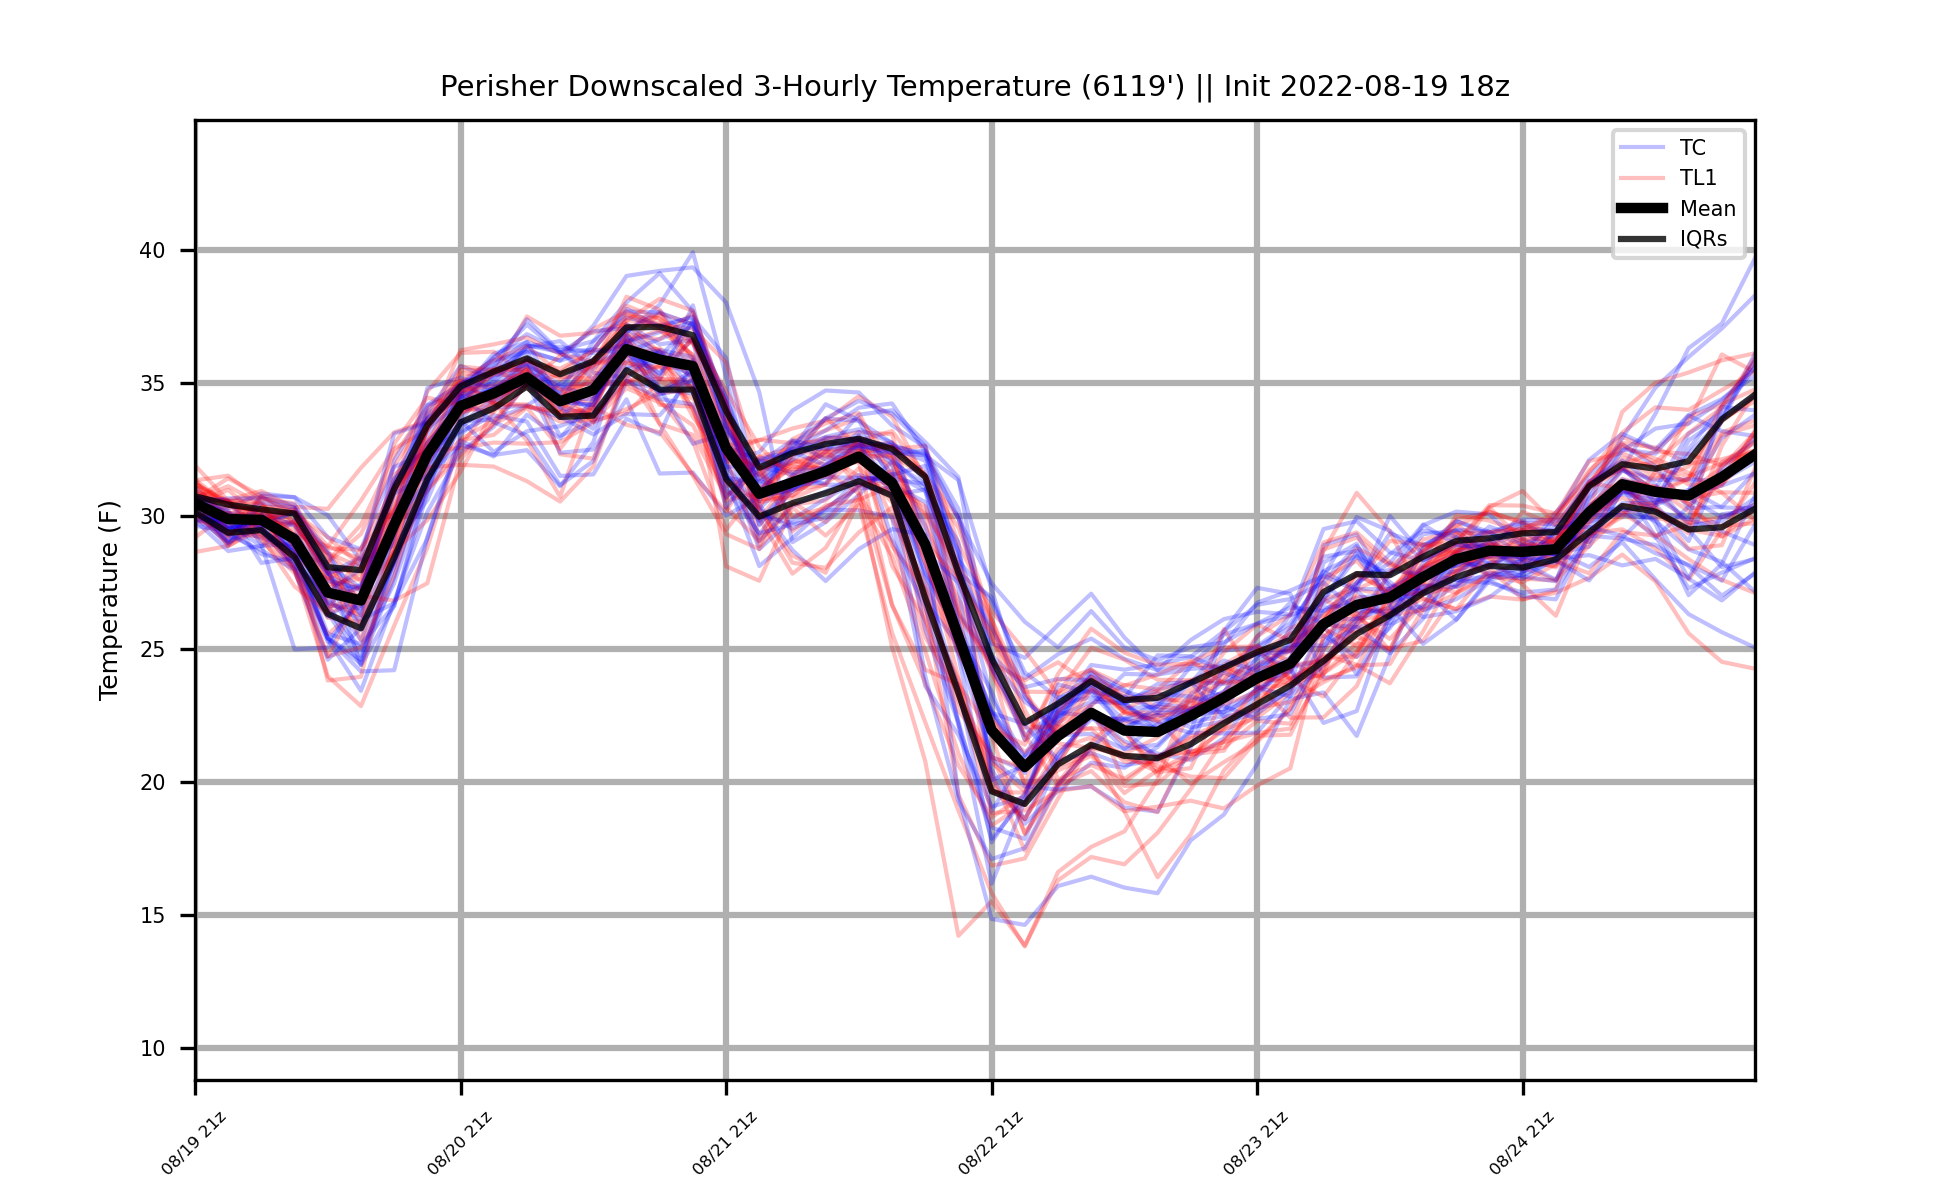 Perisher Downscaled 3-Hourly Temperature (6119') || Init 2022-08-19 18z
TC
TL1
Mean
IQRs
Temperature (F)
40
35
30
25
20
15
10
08/19 21z
08/20 21z
08/21 21z
08/22 21z
08/23 21z
08/24 21z